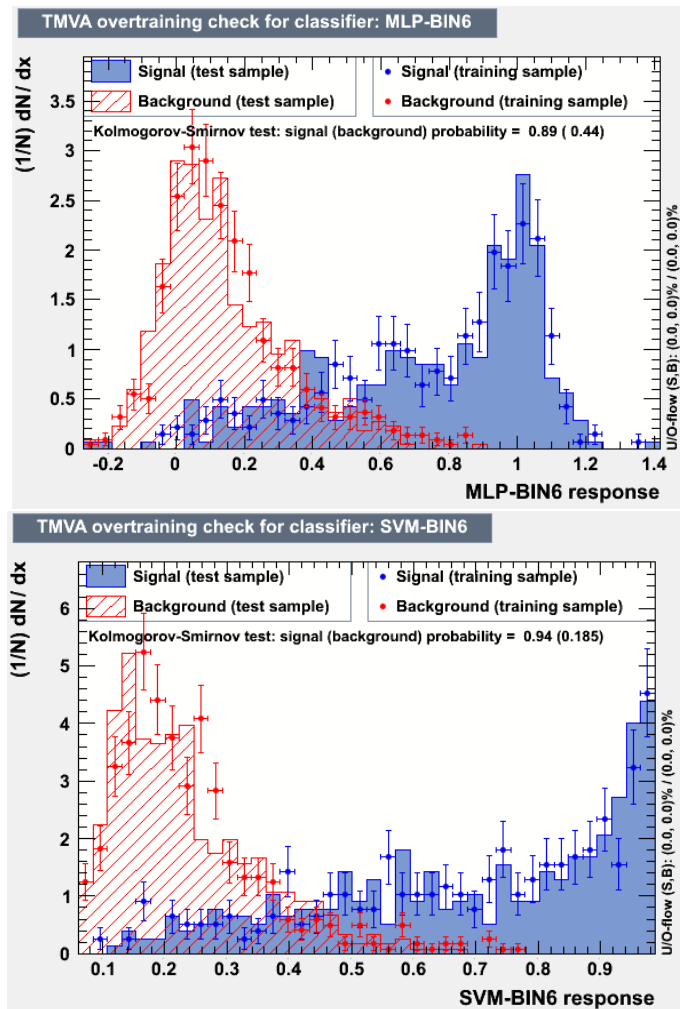 TMVA overtraining check for classifier: MLP-BIN6
Signal (test sample)
Signal (training sample)
Background (test sample)
Background (training sample)
Kolmogorov-Smirnov test: signal (background) probability = 0.89 ( 0.44)
(1/N) dN / dx
3.5
3
2.5
2
1.5
1
0.5
0
-0.2 0 0.2 0.4 0.6 0.8 1 1.2 1.4
MLP-BIN6 response
U/O-flow (S,B): (0.0, 0.0)% / (0.0, 0.0)%
TMVA overtraining check for classifier: SVM-BIN6
Signal (test sample)
Signal (training sample)
Background (test sample)
Background (training sample)
Kolmogorov-Smirnov test: signal (background) probability = 0.94 (0.185)
(1/N) dN / dx
6
5
4
3
2
1
0
0.1 0.2 0.3 0.4 0.5 0.6 0.7 0.8 0.9
SVM-BIN6 response
U/O-flow (S,B): (0.0, 0.0)% / (0.0, 0.0)%